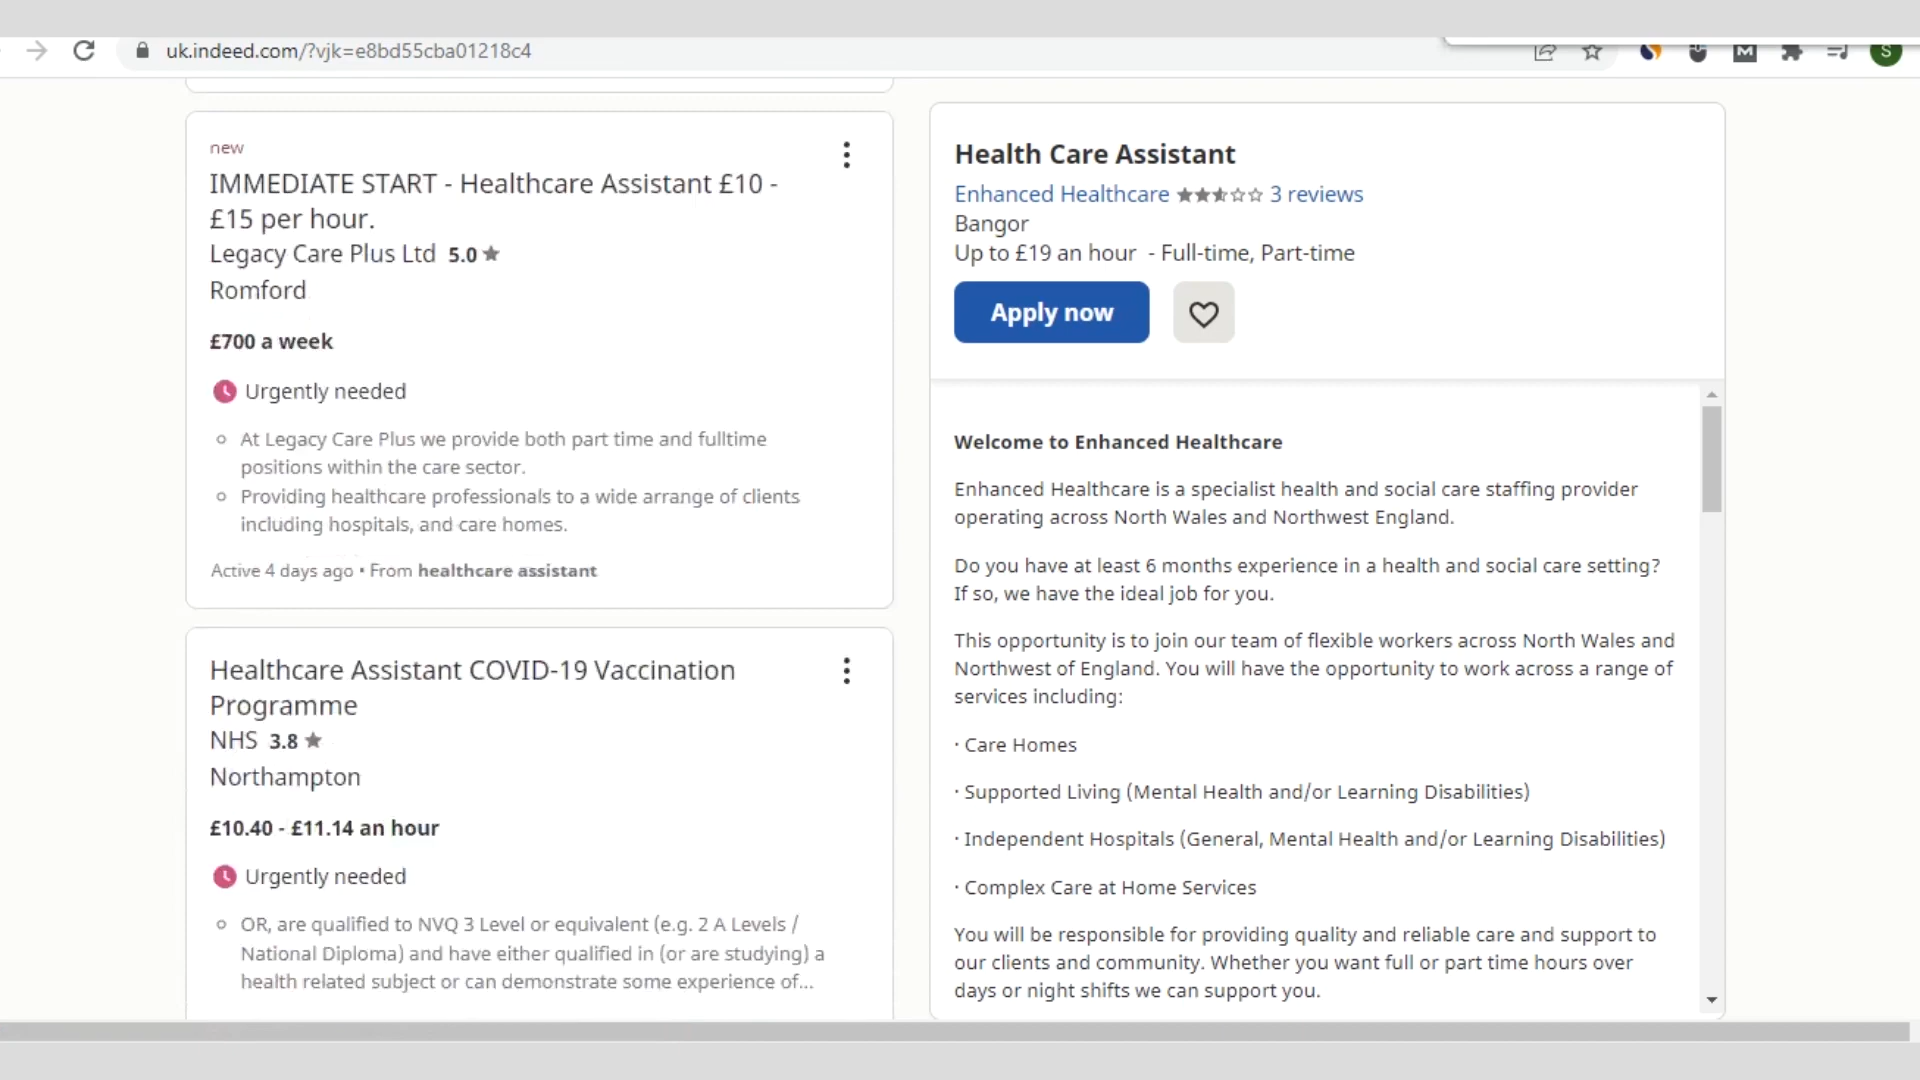 uk.indeed.com/?vjk=e8bd55cba01218c4
M
S
new
IMMEDIATE START - Healthcare Assistant £10 -
£15 per hour.
Legacy Care Plus Ltd 5.0 ★
Romford
£700 a week
Urgently needed
At Legacy Care Plus we provide both part time and fulltime
positions within the care sector.
Providing healthcare professionals to a wide arrange of clients
including hospitals, and care homes.
Active 4 days ago • From healthcare assistant
Healthcare Assistant COVID-19 Vaccination
Programme
NHS 3.8 ★
Northampton
£10.40 - £11.14 an hour
Urgently needed
OR, are qualified to NVQ 3 Level or equivalent (e.g. 2 A Levels /
National Diploma) and have either qualified in (or are studying) a
health related subject or can demonstrate some experience of...
Health Care Assistant
Enhanced Healthcare 3 reviews
Bangor
Up to £19 an hour - Full-time, Part-time
Apply now
Welcome to Enhanced Healthcare
Enhanced Healthcare is a specialist health and social care staffing provider
operating across North Wales and Northwest England.
Do you have at least 6 months experience in a health and social care setting?
If so, we have the ideal job for you.
This opportunity is to join our team of flexible workers across North Wales and
Northwest of England. You will have the opportunity to work across a range of
services including:
· Care Homes
· Supported Living (Mental Health and/or Learning Disabilities)
· Independent Hospitals (General, Mental Health and/or Learning Disabilities)
· Complex Care at Home Services
You will be responsible for providing quality and reliable care and support to
our clients and community. Whether you want full or part time hours over
days or night shifts we can support you.